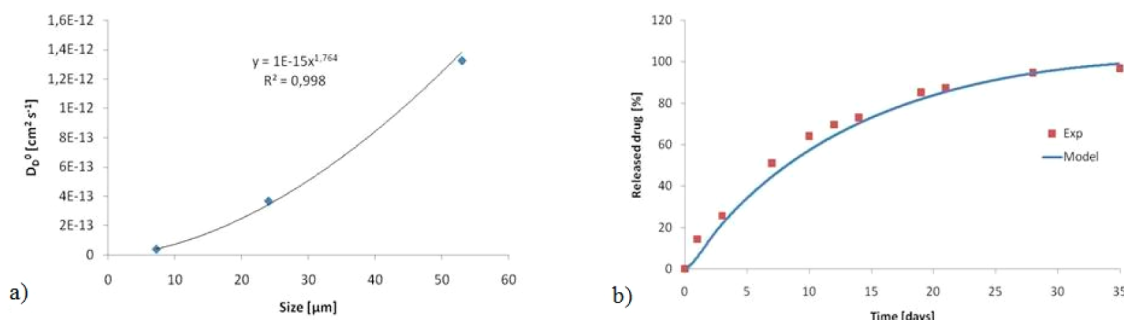 1,6E-12
1,4E-12
1,2E-12
1E-12
8E-13
6E-13
4E-13
2E-13
0
D_D^0 [cm² s⁻¹]
y = 1E-15x^1,764
R² = 0,998
0 10 20 30 40 50 60
Size [µm]
a)
120
100
80
60
40
20
0
Released drug [%]
Exp
Model
0 5 10 15 20 25 30 35
Time [days]
b)